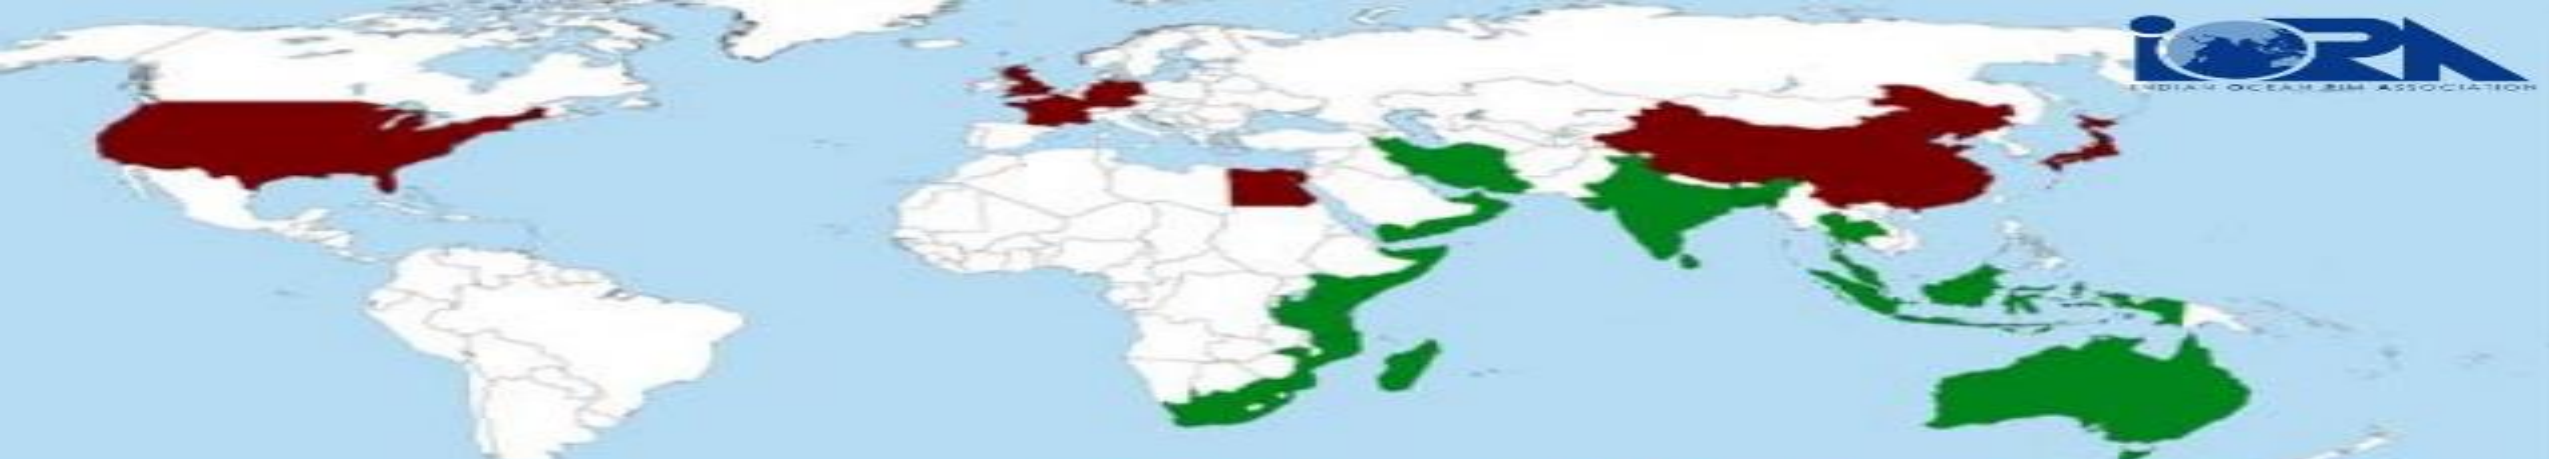 iORA
INDIAN OCEAN RIM ASSOCIATION